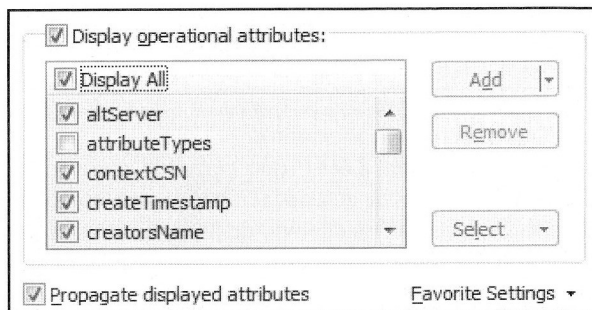 Display operational attributes:
Display All
altServer
attributeTypes
contextCSN
createTimestamp
creatorsName
Add
Remove
Select
Propagate displayed attributes
Favorite Settings